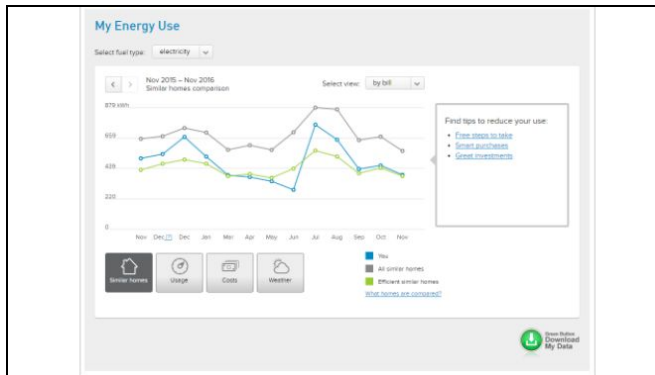 My Energy Use
Select fuel type: electricity
Nov 2015 – Nov 2016
Similar homes comparison
Select view: by bill
879 kWh
659
439
220
0
Nov Dec [?] Dec Jan Mar Apr May Jun Jul Aug Sep Oct Nov
Find tips to reduce your use:
Free steps to take
Smart purchases
Great investments
Similar homes
Usage
Costs
Weather
You
All similar homes
Efficient similar homes
What homes are compared?
Green Button
Download
My Data